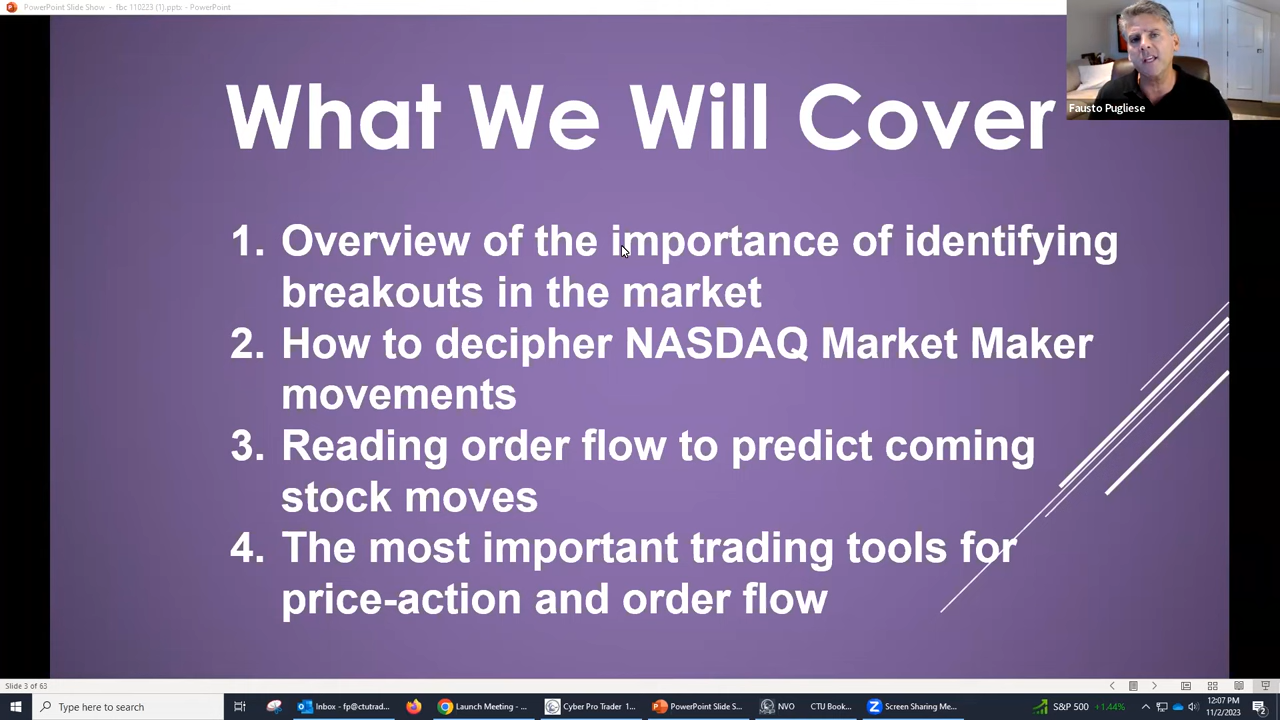 PowerPoint Slide Show - fbc 110223 (1).pptx - PowerPoint
Fausto Pugliese
What We Will Cover
1. Overview of the importance of identifying
breakouts in the market
2. How to decipher NASDAQ Market Maker
movements
3. Reading order flow to predict coming
stock moves
4. The most important trading tools for
price-action and order flow
Slide 3 of 63
Type here to search
Inbox - fp@ctutrad...
Launch Meeting - ...
Cyber Pro Trader 1...
PowerPoint Slide S...
NVO
CTU Book...
Screen Sharing Me...
S&P 500 +1.44%
12:07 PM
11/2/2023